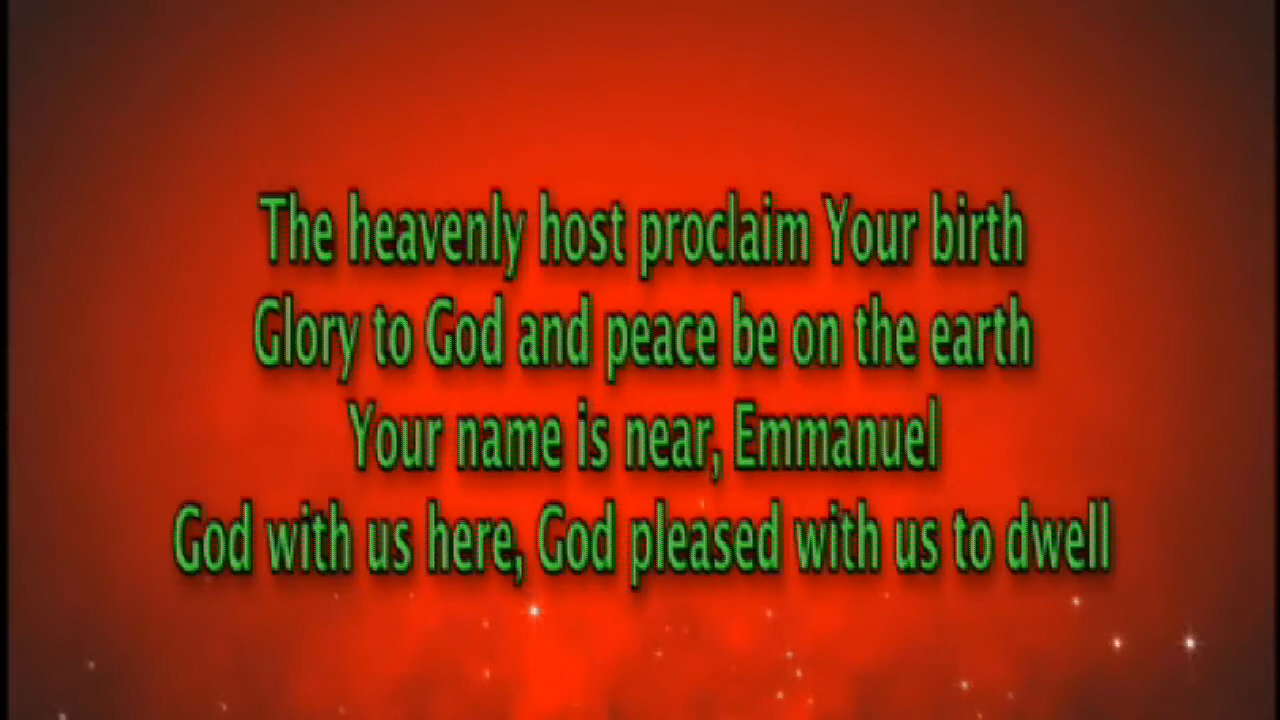 The heavenly host proclaim Your birth
Glory to God and peace be on the earth
Your name is near, Emmanuel
God with us here, God pleased with us to dwell